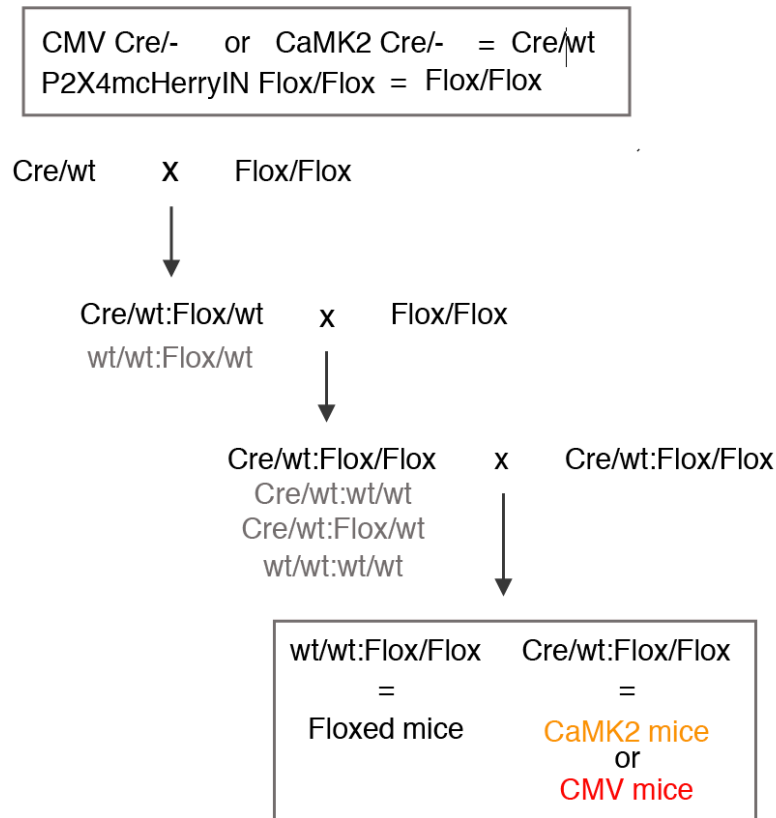 CMV Cre/- or CaMK2 Cre/- = Cre/wt
P2X4mcHerryIN Flox/Flox = Flox/Flox
Cre/wt X Flox/Flox
Cre/wt:Flox/wt x Flox/Flox
wt/wt:Flox/wt
Cre/wt:Flox/Flox x Cre/wt:Flox/Flox
Cre/wt:wt/wt
Cre/wt:Flox/wt
wt/wt:wt/wt
wt/wt:Flox/Flox Cre/wt:Flox/Flox
= =
Floxed mice CaMK2 mice
or
CMV mice